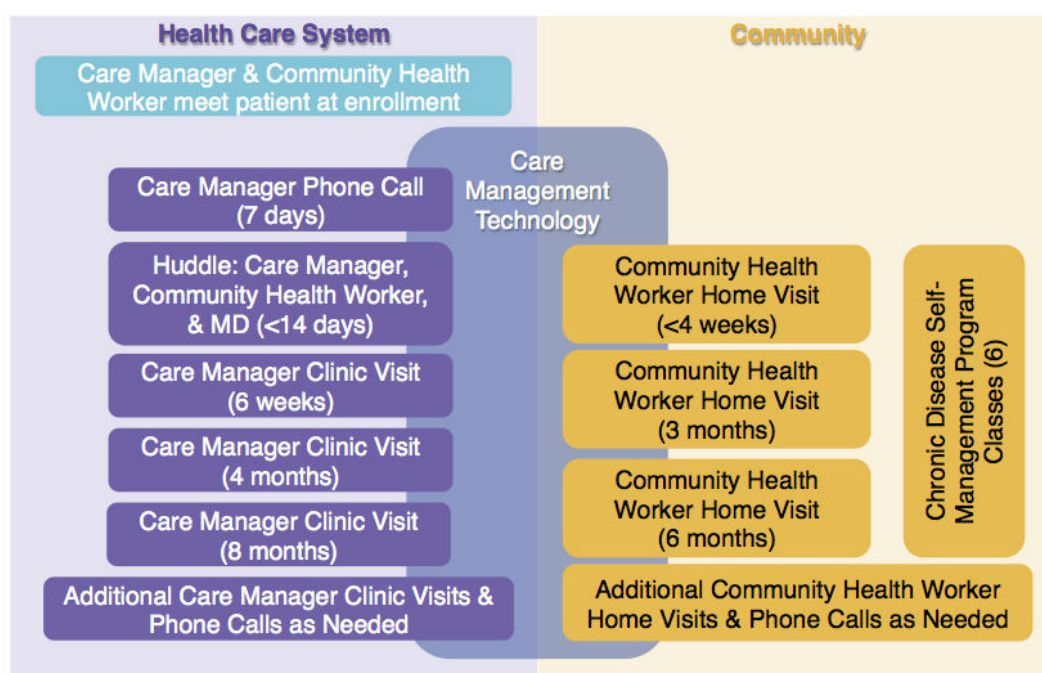 Health Care System
Care Manager & Community Health
Worker meet patient at enrollment
Care Manager Phone Call
(7 days)
Huddle: Care Manager,
Community Health Worker,
& MD (<14 days)
Care Manager Clinic Visit
(6 weeks)
Care Manager Clinic Visit
(4 months)
Care Manager Clinic Visit
(8 months)
Additional Care Manager Clinic Visits &
Phone Calls as Needed
Care
Management
Technology
Community
Community Health
Worker Home Visit
(<4 weeks)
Community Health
Worker Home Visit
(3 months)
Community Health
Worker Home Visit
(6 months)
Additional Community Health Worker
Home Visits & Phone Calls as Needed
Chronic Disease Self-
Management Program
Classes (6)